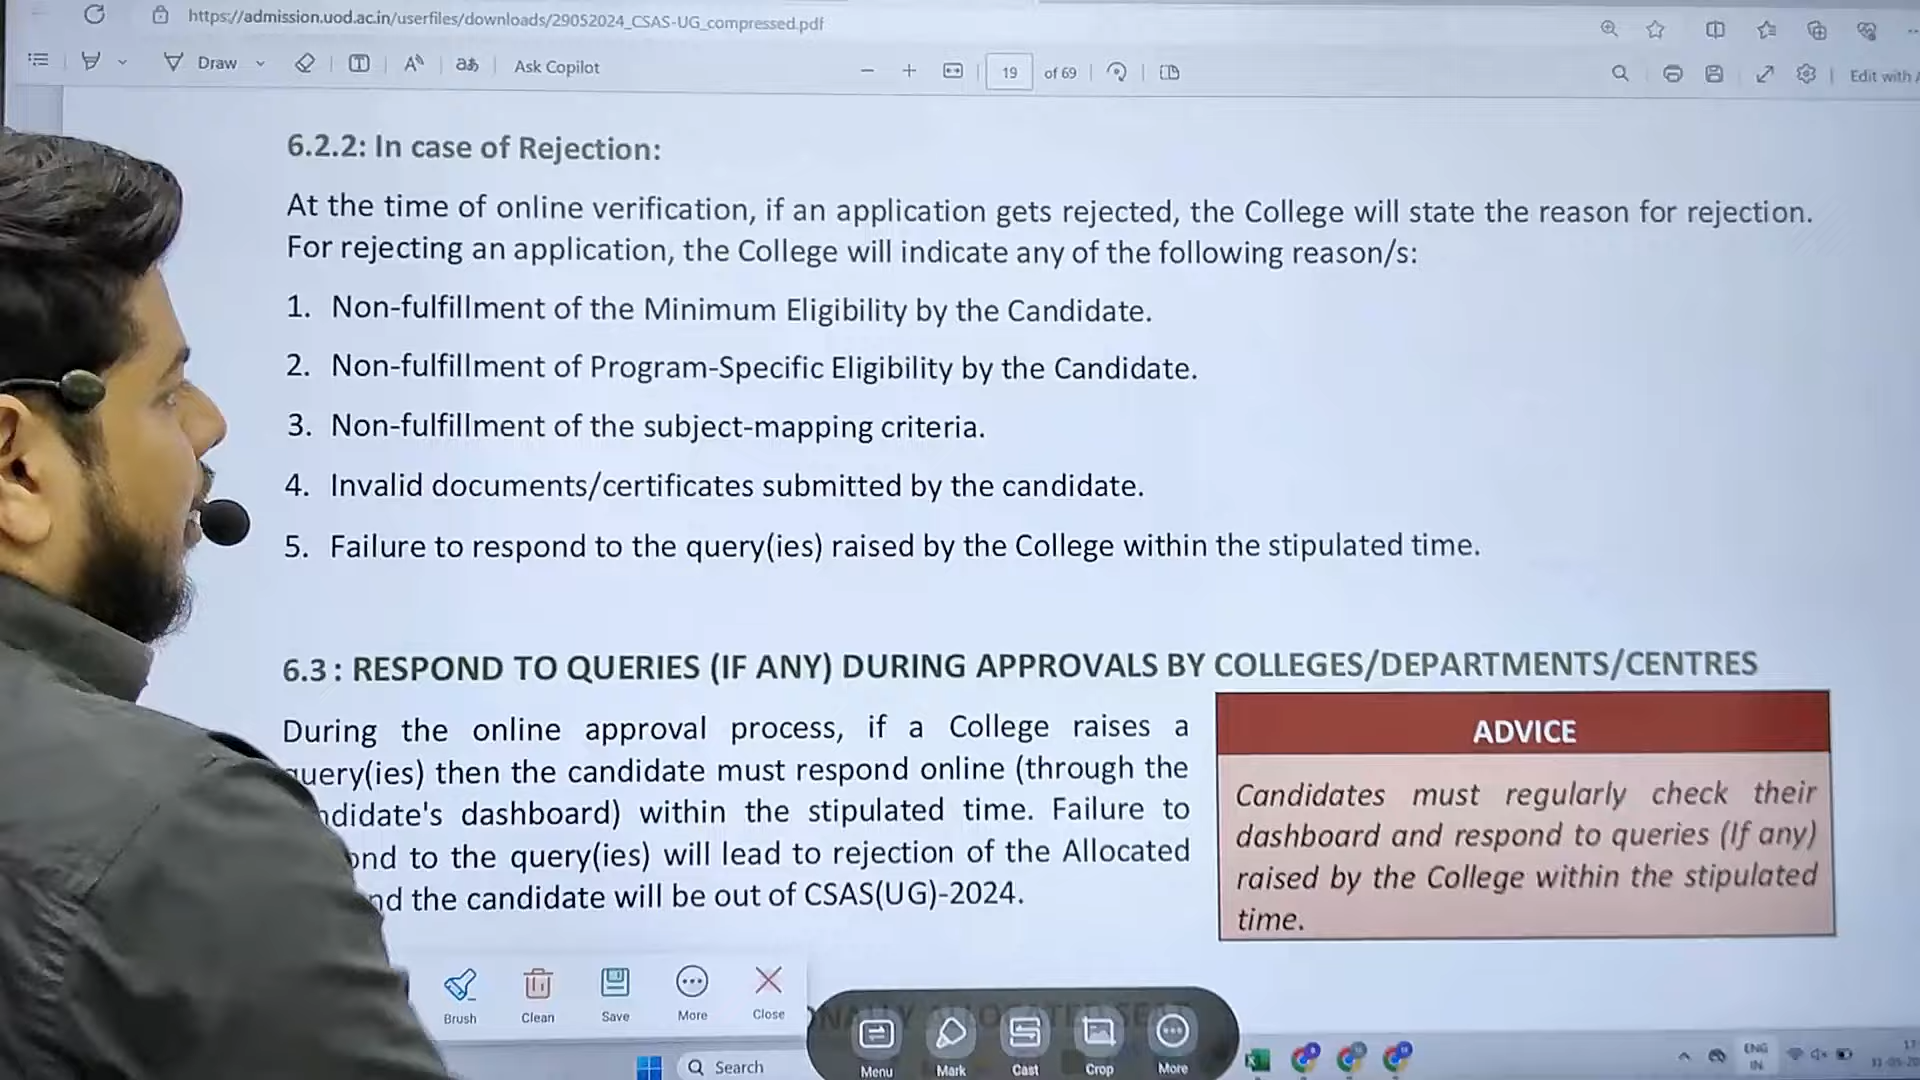 https://admission.uod.ac.in/userfiles/downloads/29052024_CSAS-UG_compressed.pdf
Draw
Ask Copilot
19 of 69
Edit with
6.2.2: In case of Rejection:
At the time of online verification, if an application gets rejected, the College will state the reason for rejection.
For rejecting an application, the College will indicate any of the following reason/s:
1. Non-fulfillment of the Minimum Eligibility by the Candidate.
2. Non-fulfillment of Program-Specific Eligibility by the Candidate.
3. Non-fulfillment of the subject-mapping criteria.
4. Invalid documents/certificates submitted by the candidate.
5. Failure to respond to the query(ies) raised by the College within the stipulated time.
6.3 : RESPOND TO QUERIES (IF ANY) DURING APPROVALS BY COLLEGES/DEPARTMENTS/CENTRES
During the online approval process, if a College raises a
uery(ies) then the candidate must respond online (through the
didate's dashboard) within the stipulated time. Failure to
ond to the query(ies) will lead to rejection of the Allocated
nd the candidate will be out of CSAS(UG)-2024.
ADVICE
Candidates must regularly check their
dashboard and respond to queries (If any)
raised by the College within the stipulated
time.
Brush
Clean
Save
More
Close
Menu
Mark
Cast
Crop
More
Search
ENG
IN